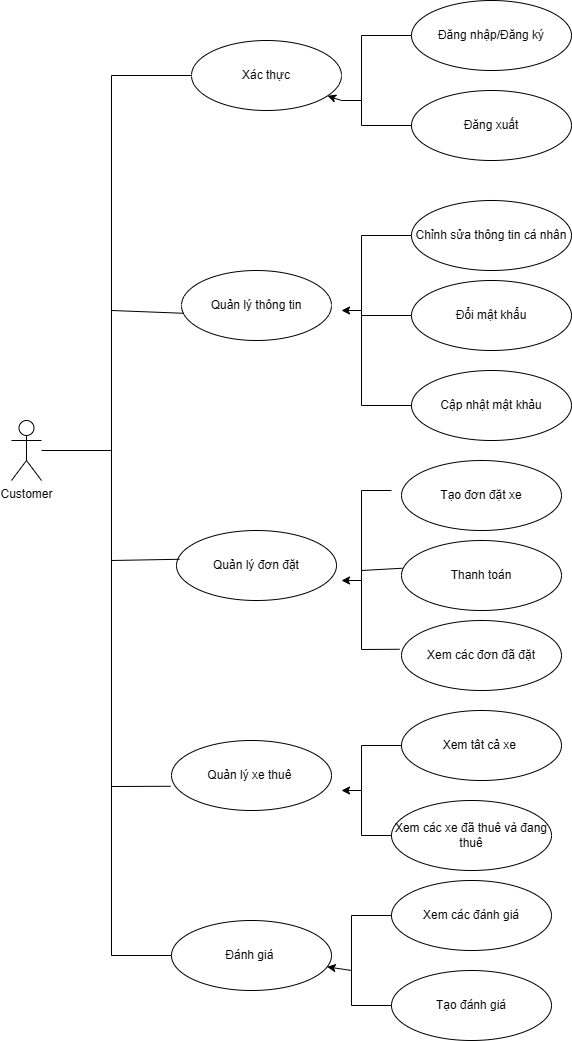 Đăng nhập/Đăng ký
Xác thực
Đăng xuất
Chỉnh sửa thông tin cá nhân
Quản lý thông tin
Đổi mật khẩu
Cập nhật mật khảu
Customer
Tạo đơn đặt xe
Quản lý đơn đặt
Thanh toán
Xem các đơn đã đặt
Xem tât cả xe
Quản lý xe thuê
Xem các xe đã thuê và đang
thuê
Xem các đánh giá
Đánh giá
Tạo đánh giá